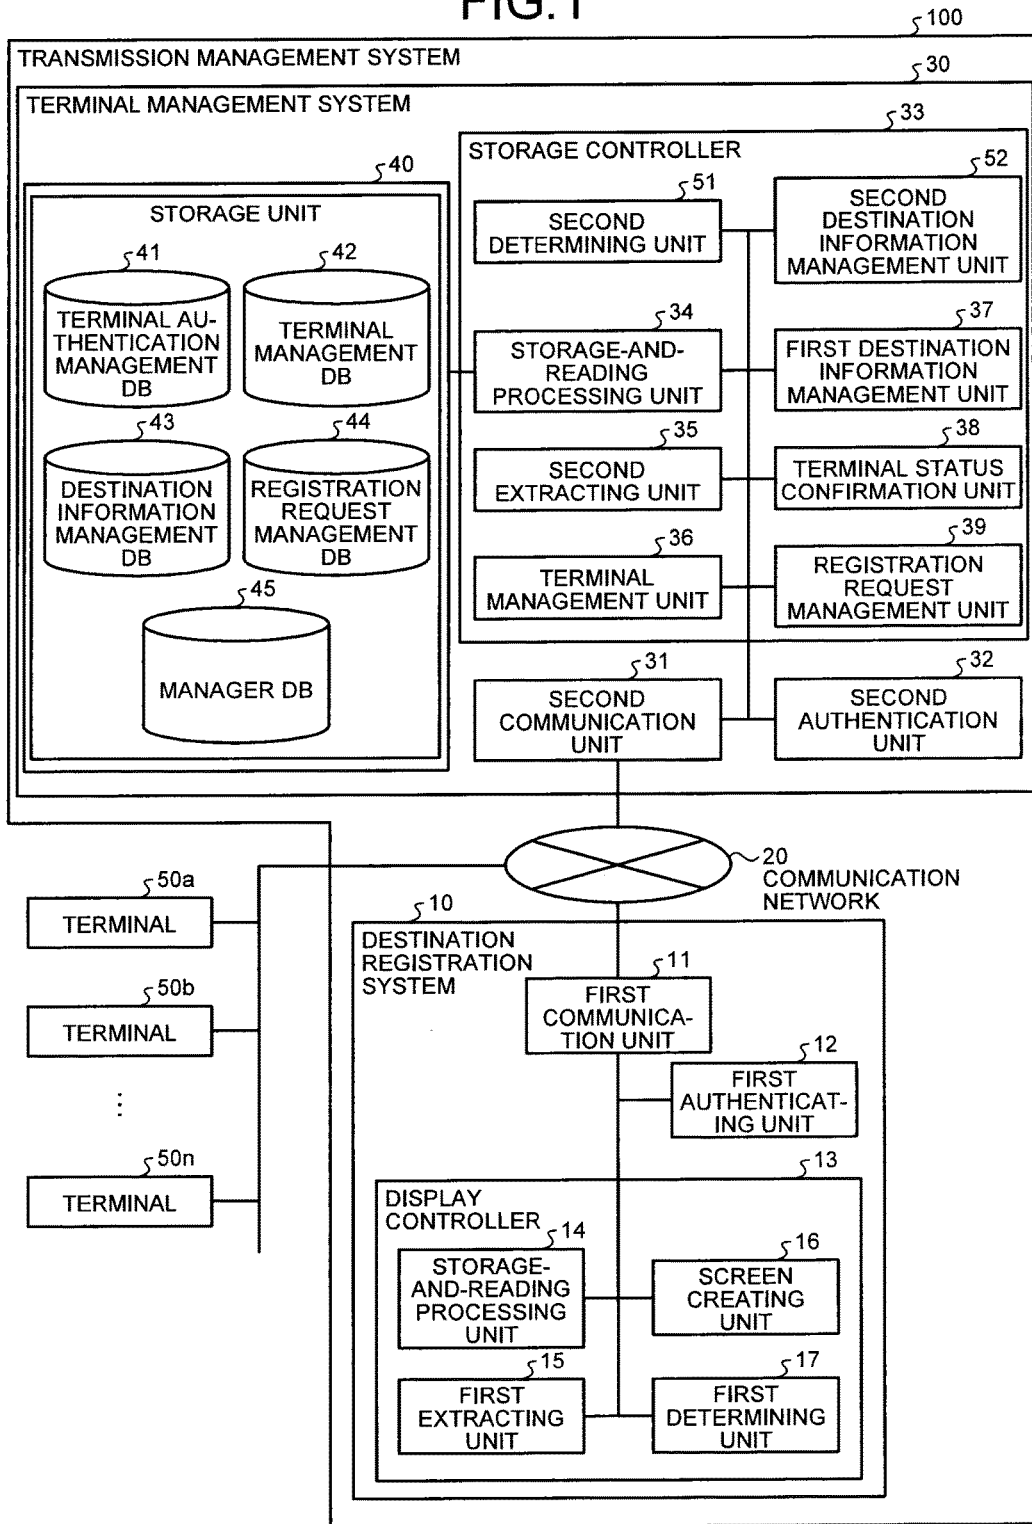 FIG.1
100
TRANSMISSION MANAGEMENT SYSTEM
30
TERMINAL MANAGEMENT SYSTEM
33
STORAGE CONTROLLER
40
STORAGE UNIT
41
TERMINAL AU-
THENTICATION
MANAGEMENT
DB
42
TERMINAL
MANAGEMENT
DB
43
DESTINATION
INFORMATION
MANAGEMENT
DB
44
REGISTRATION
REQUEST
MANAGEMENT
DB
45
MANAGER DB
51
SECOND
DETERMINING UNIT
52
SECOND
DESTINATION
INFORMATION
MANAGEMENT UNIT
34
STORAGE-AND-
READING
PROCESSING UNIT
37
FIRST DESTINATION
INFORMATION
MANAGEMENT UNIT
35
SECOND
EXTRACTING UNIT
38
TERMINAL STATUS
CONFIRMATION UNIT
36
TERMINAL
MANAGEMENT UNIT
39
REGISTRATION
REQUEST
MANAGEMENT UNIT
31
SECOND
COMMUNICATION
UNIT
32
SECOND
AUTHENTICATION
UNIT
20
COMMUNICATION
NETWORK
50a
TERMINAL
50b
TERMINAL
⋮
50n
TERMINAL
10
DESTINATION
REGISTRATION
SYSTEM
11
FIRST
COMMUNICA-
TION UNIT
12
FIRST
AUTHENTICAT-
ING UNIT
13
DISPLAY
CONTROLLER
14
STORAGE-
AND-READING
PROCESSING
UNIT
16
SCREEN
CREATING
UNIT
15
FIRST
EXTRACTING
UNIT
17
FIRST
DETERMINING
UNIT